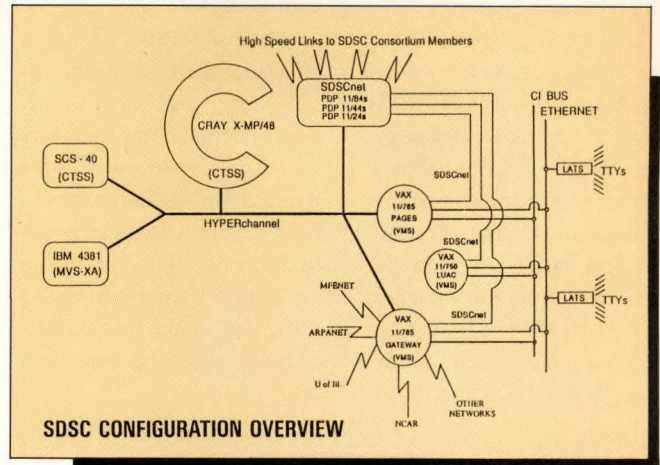 High Speed Links to SDSC Consortium Members
SDSCnet
PDP 11/84s
PDP 11/44s
PDP 11/24s
CI BUS
ETHERNET
CRAY X-MP/48
(CTSS)
SCS - 40
(CTSS)
LATS
TTYs
SDSCnet
VAX
11/785
PAGES
(VMS)
HYPERchannel
IBM 4381
(MVS-XA)
SDSCnet
VAX
11/750
LUAC
(VMS)
MFENET
LATS
TTYs
SDSCnet
VAX
11/785
GATEWAY
(VMS)
ARPANET
U of Ill.
OTHER
NETWORKS
NCAR
SDSC CONFIGURATION OVERVIEW